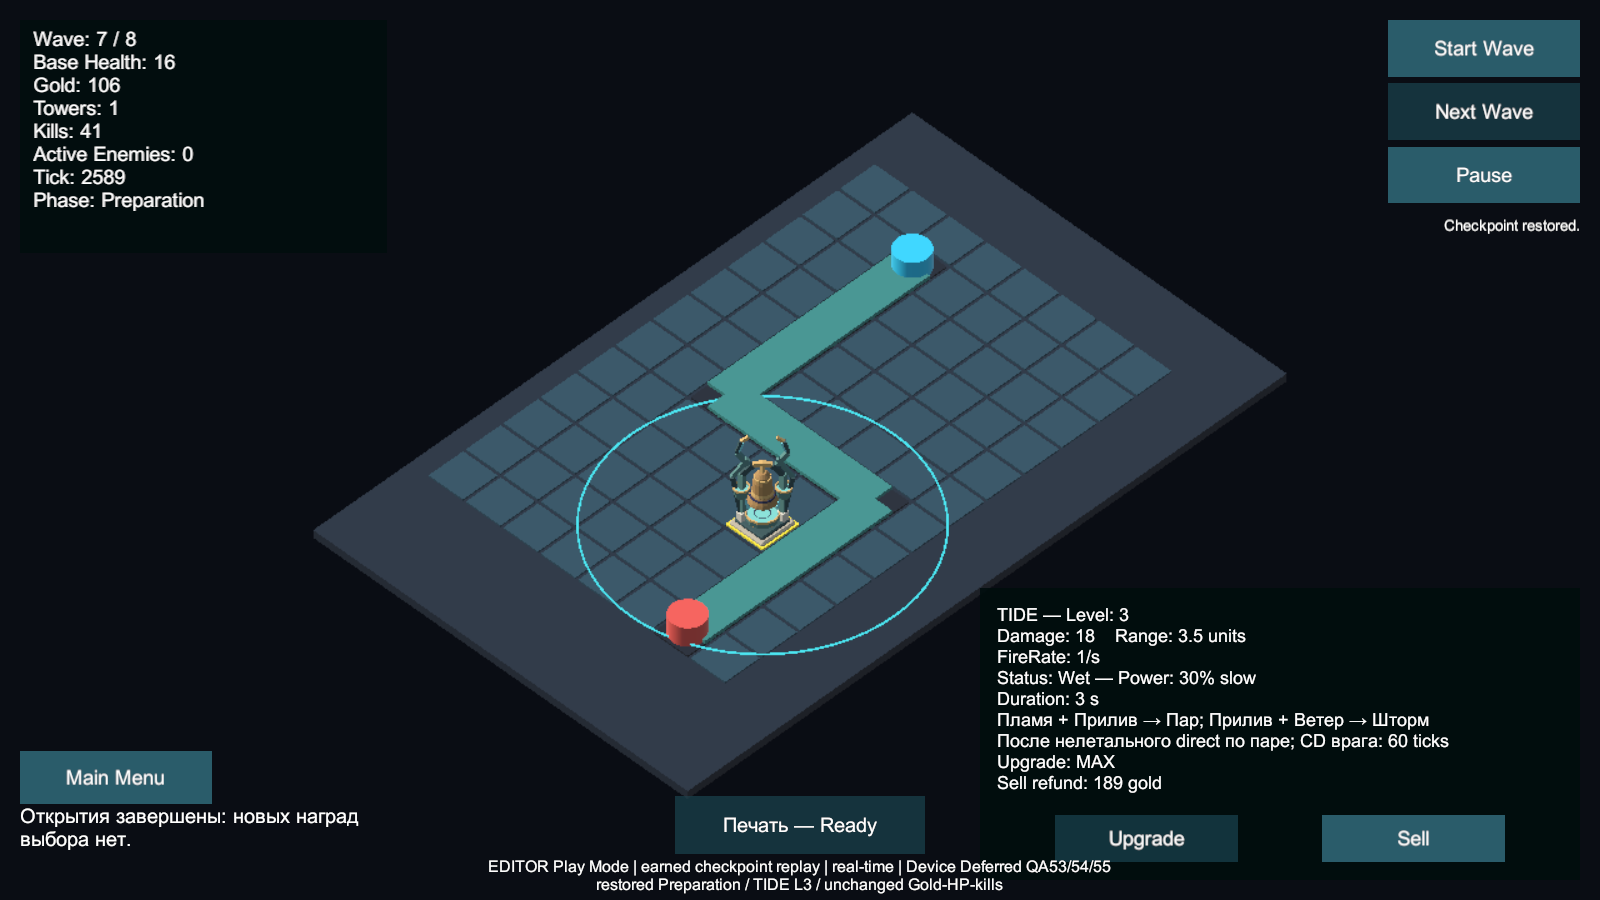 Wave: 7 / 8
Base Health: 16
Gold: 106
Towers: 1
Kills: 41
Active Enemies: 0
Tick: 2589
Phase: Preparation
Start Wave
Next Wave
Pause
Checkpoint restored.
TIDE — Level: 3
Damage: 18    Range: 3.5 units
FireRate: 1/s
Status: Wet — Power: 30% slow
Duration: 3 s
Пламя + Прилив → Пар; Прилив + Ветер → Шторм
После нелетального direct по паре; CD врага: 60 ticks
Upgrade: MAX
Sell refund: 189 gold
Upgrade
Sell
Main Menu
Открытия завершены: новых наград
выбора нет.
Печать — Ready
EDITOR Play Mode | earned checkpoint replay | real-time | Device Deferred QA53/54/55
restored Preparation / TIDE L3 / unchanged Gold-HP-kills